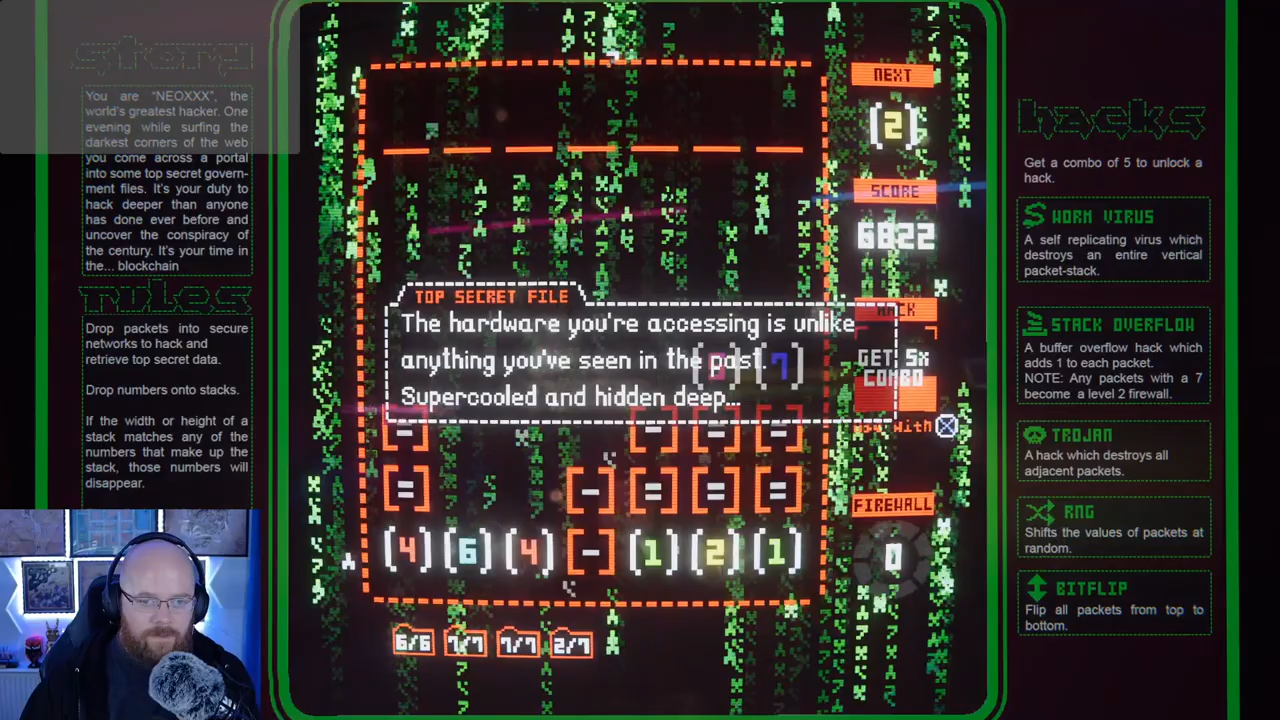 story
You are “NEOXXX”, the
world's greatest hacker. One
evening while surfing the
darkest corners of the web
you come across a portal
into some top secret govern-
ment files. It's your duty to
hack deeper than anyone
has done ever before and
uncover the conspiracy of
the century. It's your time in
the... blockchain
rules
Drop packets into secure
networks to hack and
retrieve top secret data.
Drop numbers onto stacks.
If the width or height of a
stack matches any of the
numbers that make up the
stack, those numbers will
disappear.
TOP SECRET FILE
The hardware you're accessing is unlike
anything you've seen in the past.
Supercooled and hidden deep...
[-] [-] [-] [-]
[=] [-] [=] [=] [=]
(4) (6) (4) [-] (1) (2) (1)
6/6 7/7 7/7 2/7
NEXT
(2)
SCORE
6822
HACK
GET 5x
COMBO
With
FIREWALL
0
hacks
Get a combo of 5 to unlock a
hack.
WORM VIRUS
A self replicating virus which
destroys an entire vertical
packet-stack.
STACK OVERFLOW
A buffer overflow hack which
adds 1 to each packet.
NOTE: Any packets with a 7
become a level 2 firewall.
TROJAN
A hack which destroys all
adjacent packets.
RNG
Shifts the values of packets at
random.
BITFLIP
Flip all packets from top to
bottom.